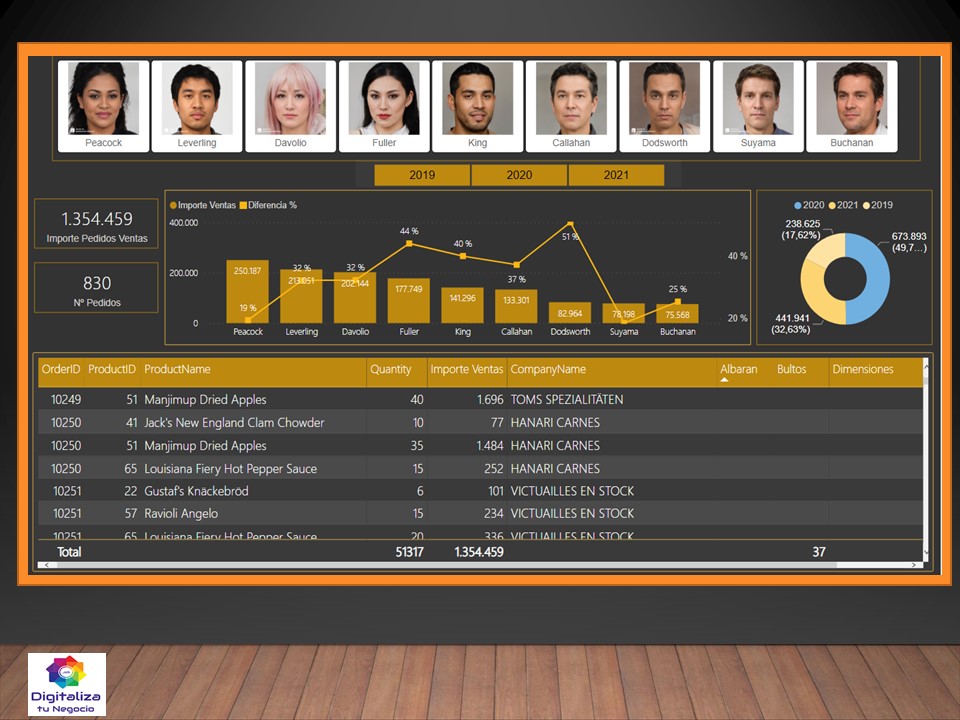 Peacock
Leverling
Davolio
Fuller
King
Callahan
Dodsworth
Suyama
Buchanan
2019
2020
2021
1.354.459
Importe Pedidos Ventas
830
Nº Pedidos
Importe Ventas Diferencia %
400.000
200.000
0
250.187
19 %
32 %
213.051
32 %
202.144
44 %
177.749
40 %
141.296
37 %
133.301
51 %
82.964
78.198
25 %
75.568
40 %
20 %
Peacock Leverling Davolio Fuller King Callahan Dodsworth Suyama Buchanan
2020 2021 2019
238.625
(17,62%)
673.893
(49,7...)
441.941
(32,63%)
OrderID ProductID ProductName Quantity Importe Ventas CompanyName Albaran Bultos Dimensiones
10249 51 Manjimup Dried Apples 40 1.696 TOMS SPEZIALITÄTEN
10250 41 Jack's New England Clam Chowder 10 77 HANARI CARNES
10250 51 Manjimup Dried Apples 35 1.484 HANARI CARNES
10250 65 Louisiana Fiery Hot Pepper Sauce 15 252 HANARI CARNES
10251 22 Gustaf's Knäckebröd 6 101 VICTUAILLES EN STOCK
10251 57 Ravioli Angelo 15 234 VICTUAILLES EN STOCK
10251 65 Louisiana Fiery Hot Pepper Sauce 20 336 VICTUAILLES EN STOCK
Total 51317 1.354.459 37
Digitaliza
tu Negocio